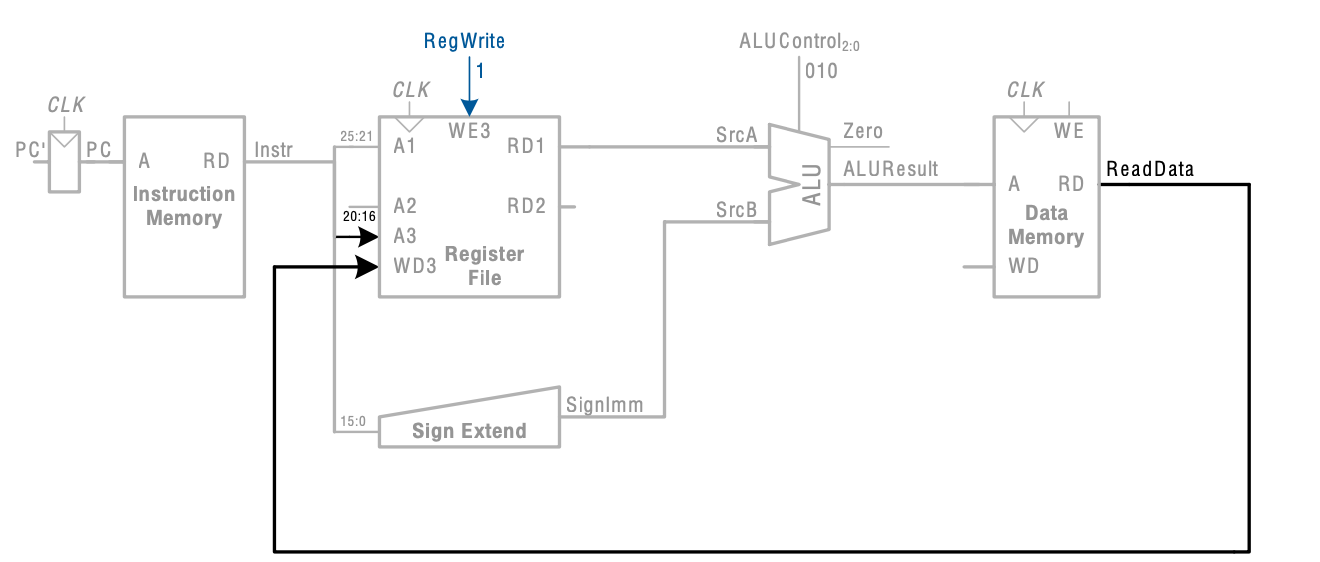 RegWrite
1
ALUControl2:0
010
CLK
CLK
CLK
PC'
PC
A
RD
Instruction
Memory
Instr
25:21
A1
WE3
RD1
A2
RD2
20:16
A3
WD3
Register
File
SrcA
SrcB
ALU
Zero
ALUResult
WE
A
RD
Data
Memory
WD
ReadData
15:0
Sign Extend
SignImm